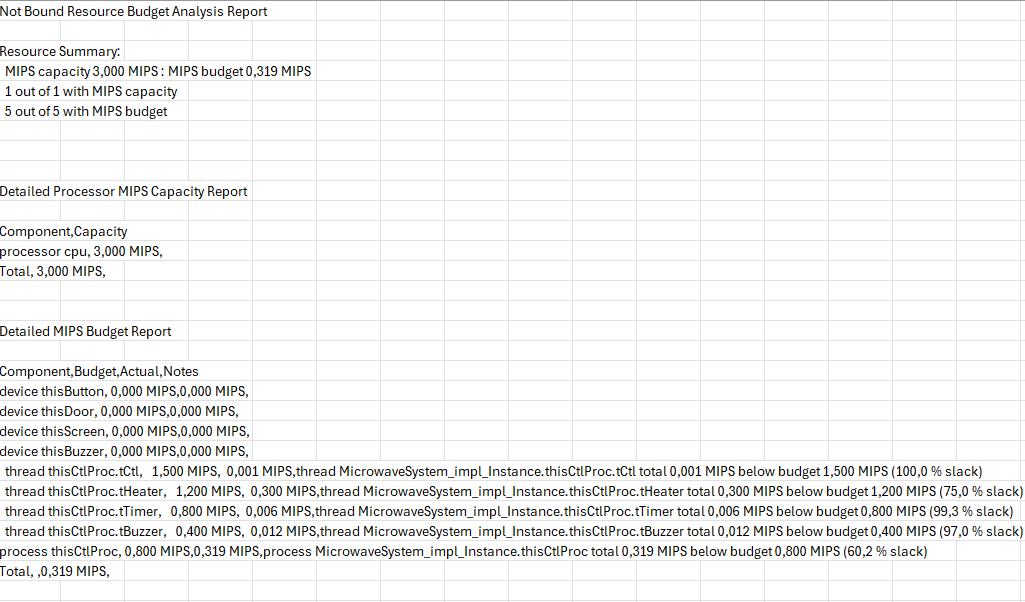 Not Bound Resource Budget Analysis Report
Resource Summary:
MIPS capacity 3,000 MIPS : MIPS budget 0,319 MIPS
1 out of 1 with MIPS capacity
5 out of 5 with MIPS budget
Detailed Processor MIPS Capacity Report
Component,Capacity
processor cpu, 3,000 MIPS,
Total, 3,000 MIPS,
Detailed MIPS Budget Report
Component,Budget,Actual,Notes
device thisButton, 0,000 MIPS,0,000 MIPS,
device thisDoor, 0,000 MIPS,0,000 MIPS,
device thisScreen, 0,000 MIPS,0,000 MIPS,
device thisBuzzer, 0,000 MIPS,0,000 MIPS,
thread thisCtlProc.tCtl, 1,500 MIPS, 0,001 MIPS,thread MicrowaveSystem_impl_Instance.thisCtlProc.tCtl total 0,001 MIPS below budget 1,500 MIPS (100,0 % slack)
thread thisCtlProc.tHeater, 1,200 MIPS, 0,300 MIPS,thread MicrowaveSystem_impl_Instance.thisCtlProc.tHeater total 0,300 MIPS below budget 1,200 MIPS (75,0 % slack)
thread thisCtlProc.tTimer, 0,800 MIPS, 0,006 MIPS,thread MicrowaveSystem_impl_Instance.thisCtlProc.tTimer total 0,006 MIPS below budget 0,800 MIPS (99,3 % slack)
thread thisCtlProc.tBuzzer, 0,400 MIPS, 0,012 MIPS,thread MicrowaveSystem_impl_Instance.thisCtlProc.tBuzzer total 0,012 MIPS below budget 0,400 MIPS (97,0 % slack)
process thisCtlProc, 0,800 MIPS,0,319 MIPS,process MicrowaveSystem_impl_Instance.thisCtlProc total 0,319 MIPS below budget 0,800 MIPS (60,2 % slack)
Total, ,0,319 MIPS,